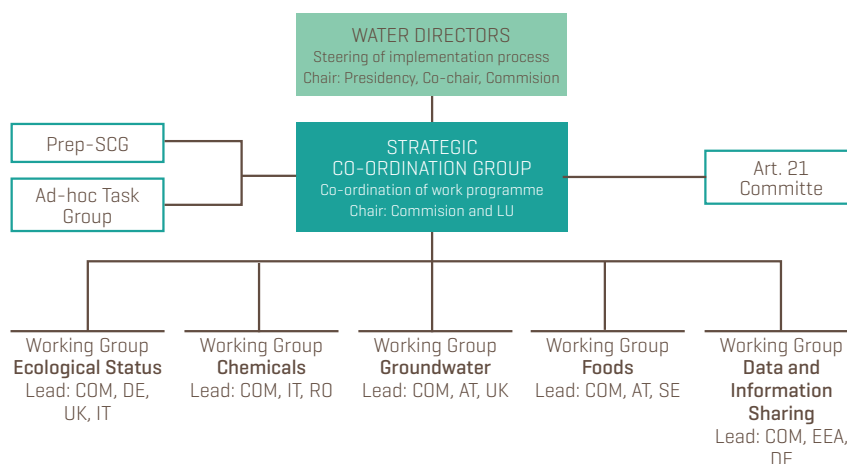 WATER DIRECTORS
Steering of implementation process
Chair: Presidency, Co-chair, Commision
STRATEGIC
CO-ORDINATION GROUP
Co-ordination of work programme
Chair: Commision and LU
Prep-SCG
Ad-hoc Task
Group
Art. 21
Committe
Working Group
Ecological Status
Lead: COM, DE,
UK, IT
Working Group
Chemicals
Lead: COM, IT, RO
Working Group
Groundwater
Lead: COM, AT, UK
Working Group
Foods
Lead: COM, AT, SE
Working Group
Data and
Information
Sharing
Lead: COM, EEA,
DE